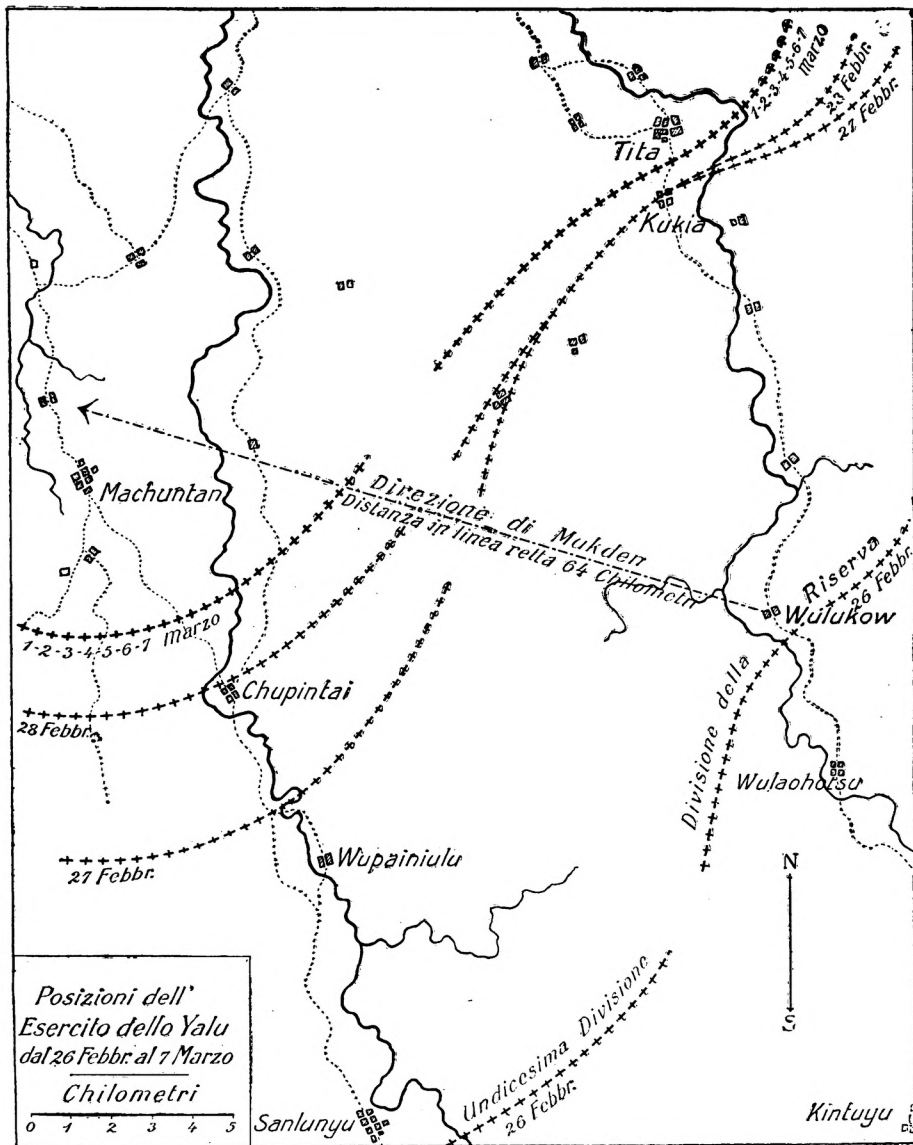 1-2-3-4-5-6-7
marzo
23 Febbr.
27 Febbr.
Tita
Kukia
Machuntan
Direzione di Mukden
Distanza in linea retta 64 Chilometri
Riserva
26 Febbr.
Wulukow
1-2-3-4-5-6-7 Marzo
Chupintai
28 Febbr.
Divisione della
Wulaohotsu
27 Febbr.
Wupainiulu
N
S
Undicesima Divisione
26 Febbr.
Posizioni dell'
Esercito dello Yalu
dal 26 Febbr. al 7 Marzo
Chilometri
0 1 2 3 4 5
Sanlunyu
Kintuyu